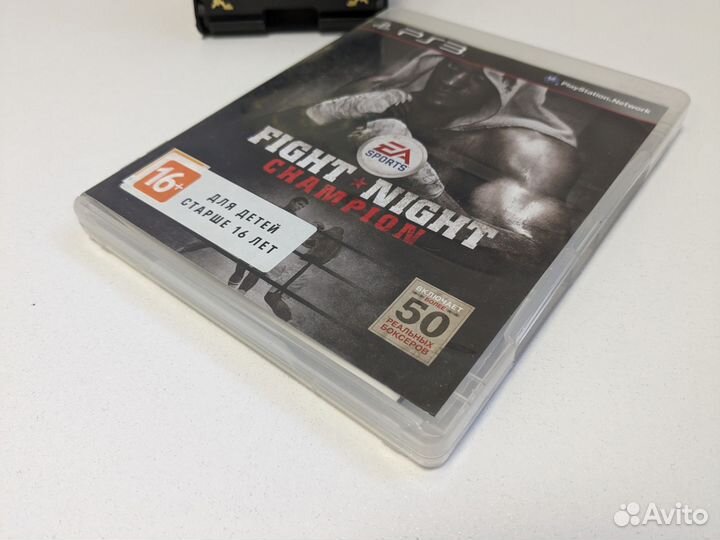 PS3
PlayStation.Network
EA
SPORTS
FIGHT NIGHT
CHAMPION
16+
ДЛЯ ДЕТЕЙ
СТАРШЕ 16 ЛЕТ
ВКЛЮЧАЕТ
БОЛЕЕ
50
РЕАЛЬНЫХ
БОКСЕРОВ
Avito